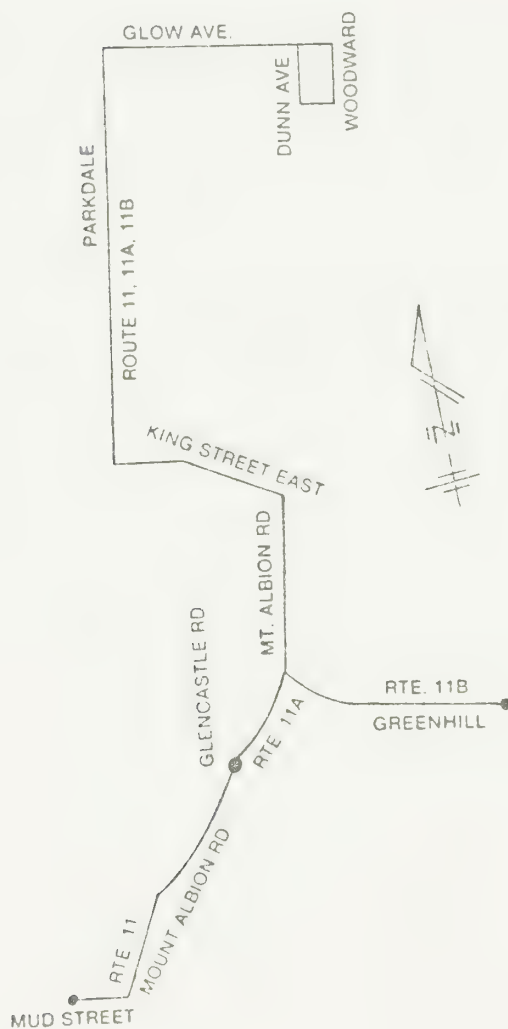 GLOW AVE.
DUNN AVE
WOODWARD
PARKDALE
ROUTE 11, 11A, 11B
KING STREET EAST
MT. ALBION RD
GLENCASTLE RD
RTE 11A
RTE. 11B
GREENHILL
RTE 11
MOUNT ALBION RD
MUD STREET